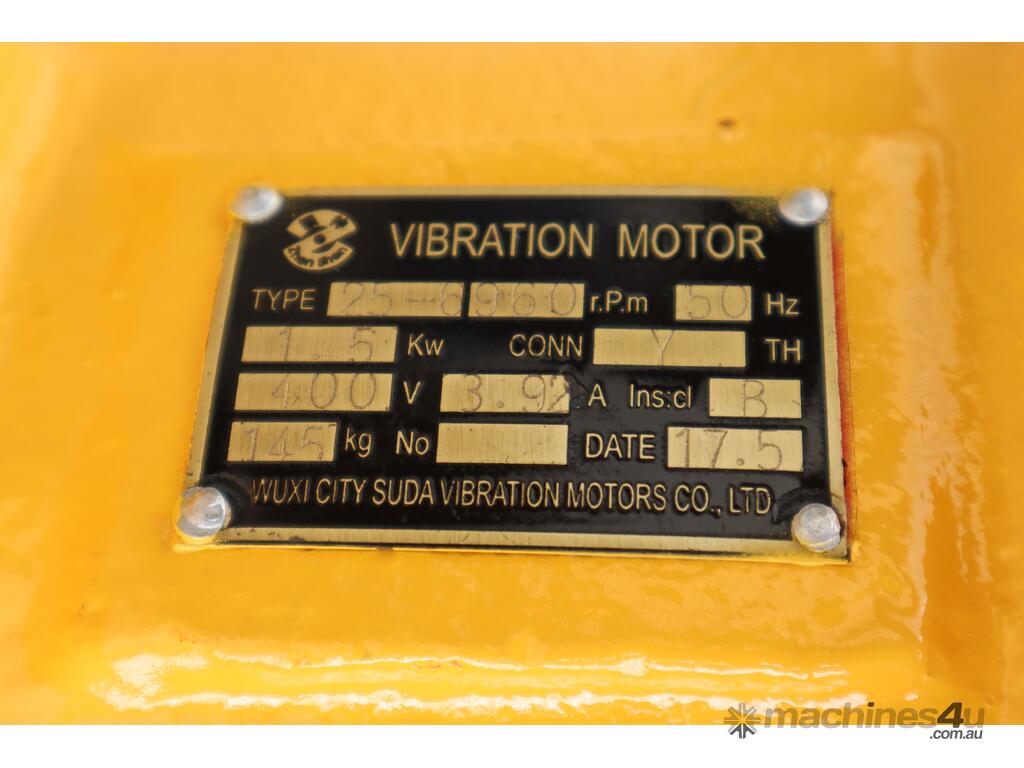 VIBRATION MOTOR
TYPE 25-6 960 r.P.m 50 Hz
1.5 Kw CONN Y TH
400 V 3.92 A Ins:cl B
145 kg No DATE 17.5
WUXI CITY SUDA VIBRATION MOTORS CO., LTD
machines4u
.com.au